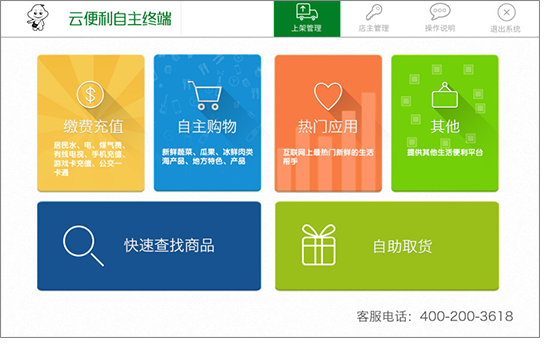 云便利自主终端
上架管理
店主管理
操作说明
退出系统
缴费充值
居民水、电、煤气费、
有线电视、手机充值、
游戏卡充值、公交一
卡通
自主购物
新鲜蔬菜、瓜果、冰鲜肉类
海产品、地方特色、产品
热门应用
互联网上最热门新鲜的生活
帮手
其他
提供其他生活便利平台
快速查找商品
自助取货
客服电话：400-200-3618